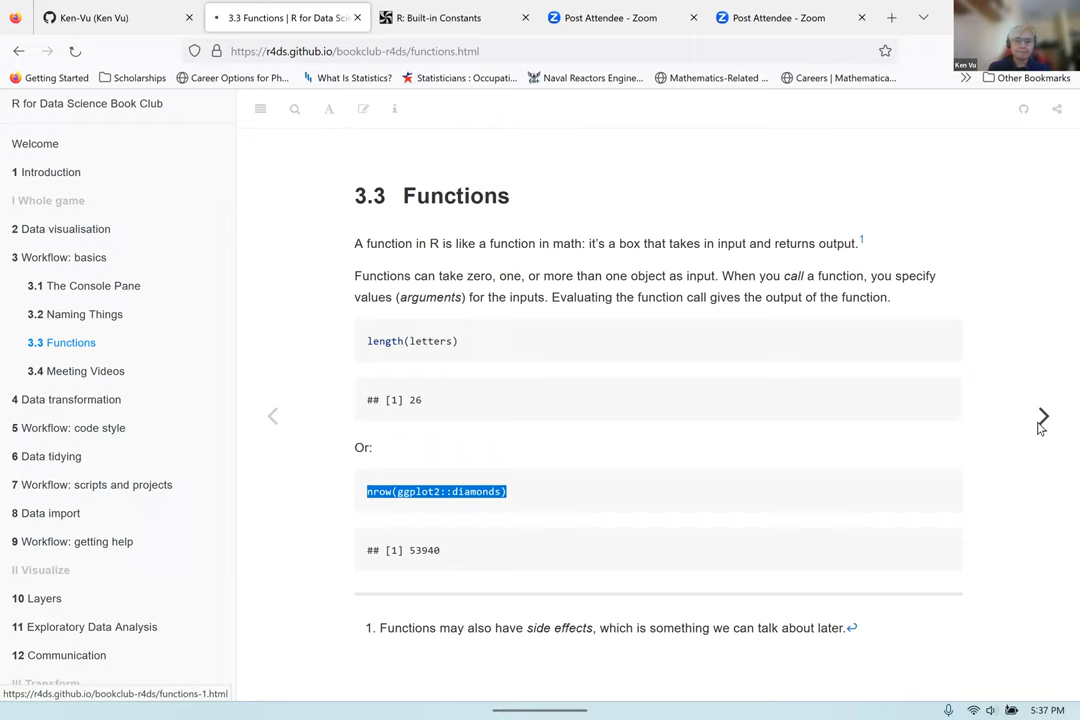 Ken-Vu (Ken Vu)
3.3 Functions | R for Data Scie
R: Built-in Constants
Post Attendee - Zoom
Post Attendee - Zoom
https://r4ds.github.io/bookclub-r4ds/functions.html
Ken Vu
Getting Started
Scholarships
Career Options for Ph...
What Is Statistics?
Statisticians : Occupati...
Naval Reactors Engine...
Mathematics-Related ...
Careers | Mathematica...
Other Bookmarks
R for Data Science Book Club
Welcome
1 Introduction
I Whole game
2 Data visualisation
3 Workflow: basics
3.1 The Console Pane
3.2 Naming Things
3.3 Functions
3.4 Meeting Videos
4 Data transformation
5 Workflow: code style
6 Data tidying
7 Workflow: scripts and projects
8 Data import
9 Workflow: getting help
II Visualize
10 Layers
11 Exploratory Data Analysis
12 Communication
III Transform
https://r4ds.github.io/bookclub-r4ds/functions-1.html
3.3 Functions
A function in R is like a function in math: it's a box that takes in input and returns output.1
Functions can take zero, one, or more than one object as input. When you call a function, you specify
values (arguments) for the inputs. Evaluating the function call gives the output of the function.
length(letters)
## [1] 26
Or:
nrow(ggplot2::diamonds)
## [1] 53940
1. Functions may also have side effects, which is something we can talk about later.↩
5:37 PM